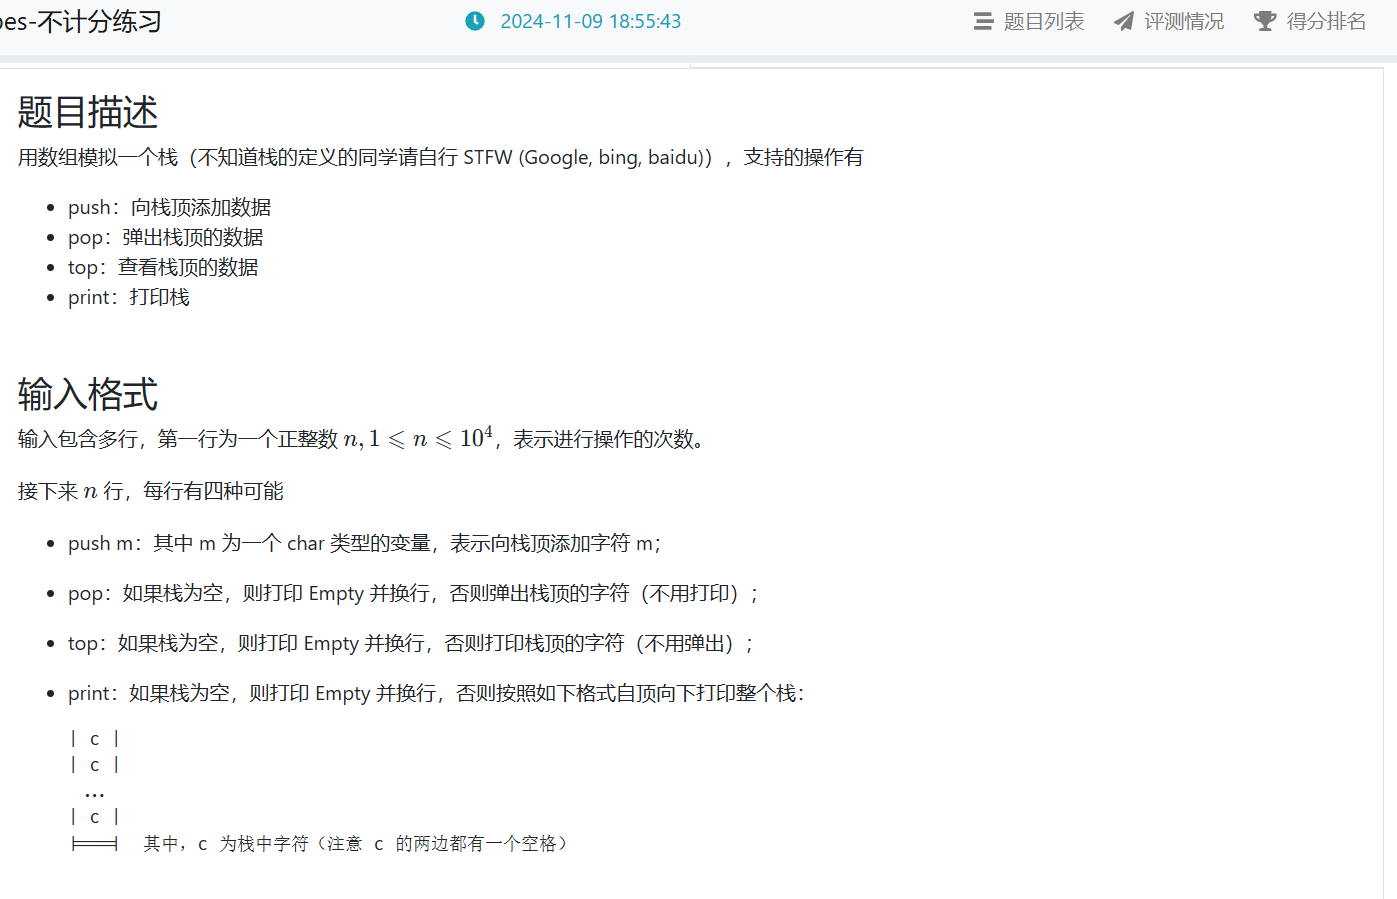 pes-不计分练习
2024-11-09 18:55:43
题目列表
评测情况
得分排名
题目描述
用数组模拟一个栈（不知道栈的定义的同学请自行 STFW (Google, bing, baidu)），支持的操作有
• push：向栈顶添加数据
• pop：弹出栈顶的数据
• top：查看栈顶的数据
• print：打印栈
输入格式
输入包含多行，第一行为一个正整数 n, 1 ⩽ n ⩽ 10⁴，表示进行操作的次数。
接下来 n 行，每行有四种可能
• push m：其中 m 为一个 char 类型的变量，表示向栈顶添加字符 m；
• pop：如果栈为空，则打印 Empty 并换行，否则弹出栈顶的字符（不用打印）；
• top：如果栈为空，则打印 Empty 并换行，否则打印栈顶的字符（不用弹出）；
• print：如果栈为空，则打印 Empty 并换行，否则按照如下格式自顶向下打印整个栈：
| c |
| c |
...
| c |
|===|  其中，c 为栈中字符（注意 c 的两边都有一个空格）